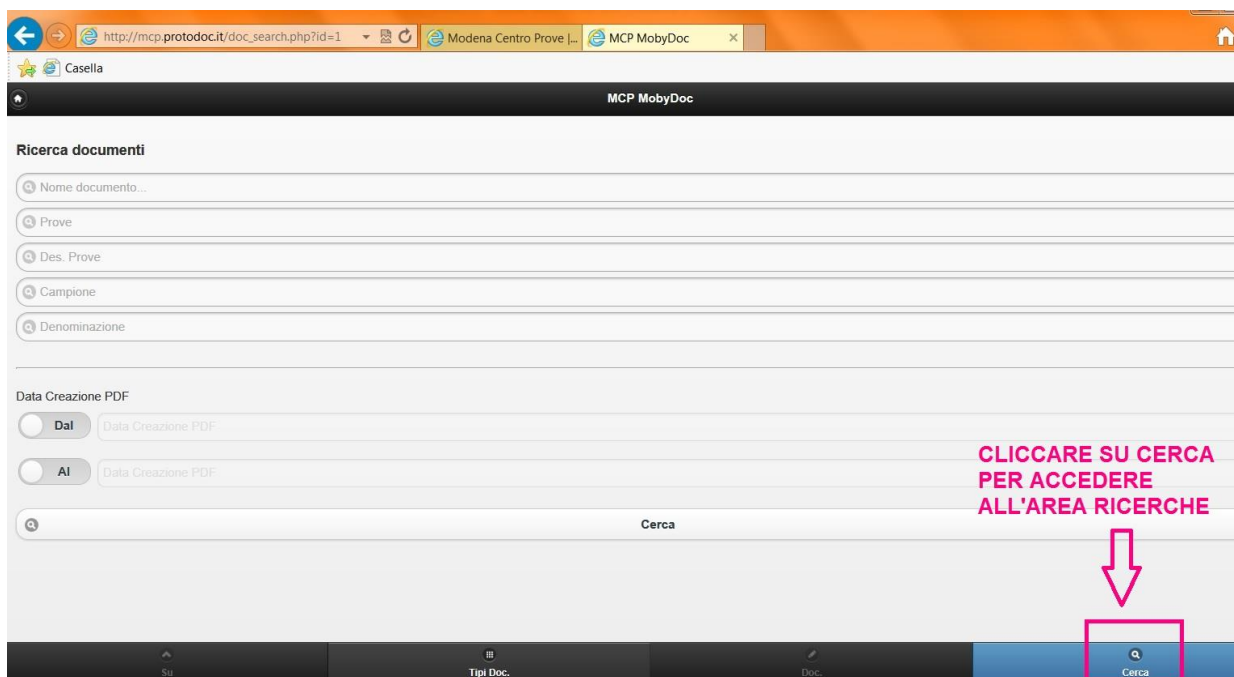 http://mcp.protodoc.it/doc_search.php?id=1
Modena Centro Prove |...
MCP MobyDoc
Casella
MCP MobyDoc
Ricerca documenti
Nome documento...
Prove
Des. Prove
Campione
Denominazione
Data Creazione PDF
Dal Data Creazione PDF
Al Data Creazione PDF
CLICCARE SU CERCA
PER ACCEDERE
ALL'AREA RICERCHE
Cerca
Su
Tipi Doc.
Doc.
Cerca